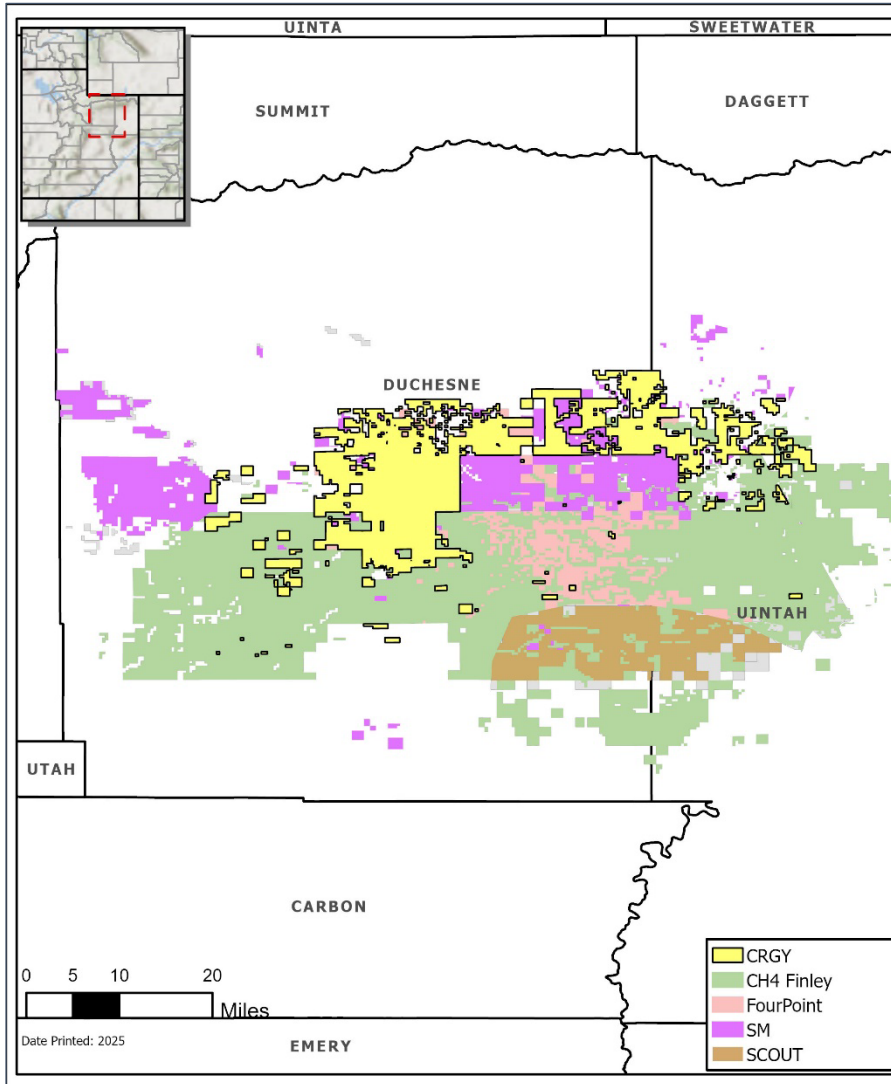 UINTA
SWEETWATER
SUMMIT
DAGGETT
DUCHESNE
UINTAH
UTAH
CARBON
0 5 10 20
Miles
Date Printed: 2025
EMERY
CRGY
CH4 Finley
FourPoint
SM
SCOUT